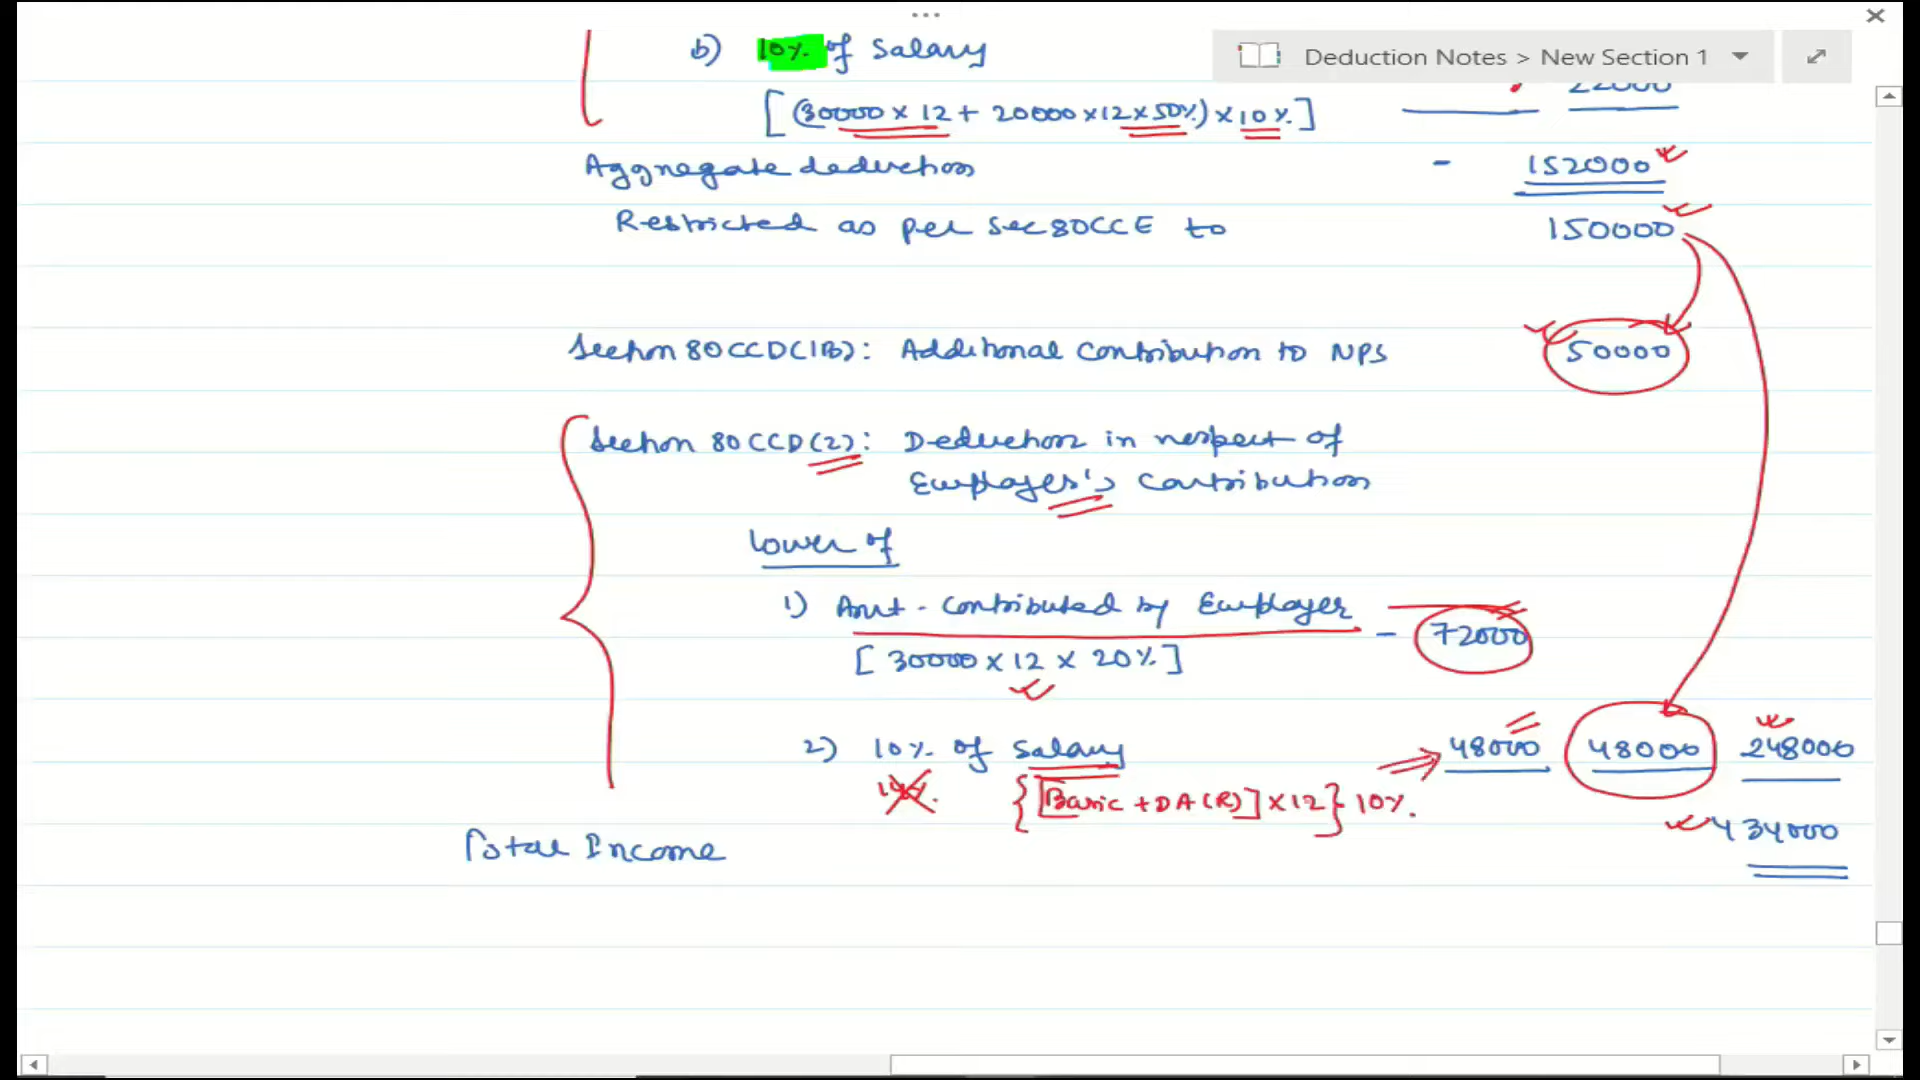 Deduction Notes > New Section 1
b) 10% of Salary
22000
[(30000 x 12 + 20000 x 12 x 50%) x 10%]
Aggregate deduction - 152000
Restricted as per Sec 80CCE to 150000
Section 80CCD(1B): Additional Contribution to NPS 50000
Section 80CCD(2): Deduction in respect of
Employer's Contribution
lower of
1) Amt. contributed by Employer - 72000
[30000 x 12 x 20%]
2) 10% of Salary ⇒ 48000 48000 248000
{[Basic + DA(R)] x 12} 10%.
Total Income 434000